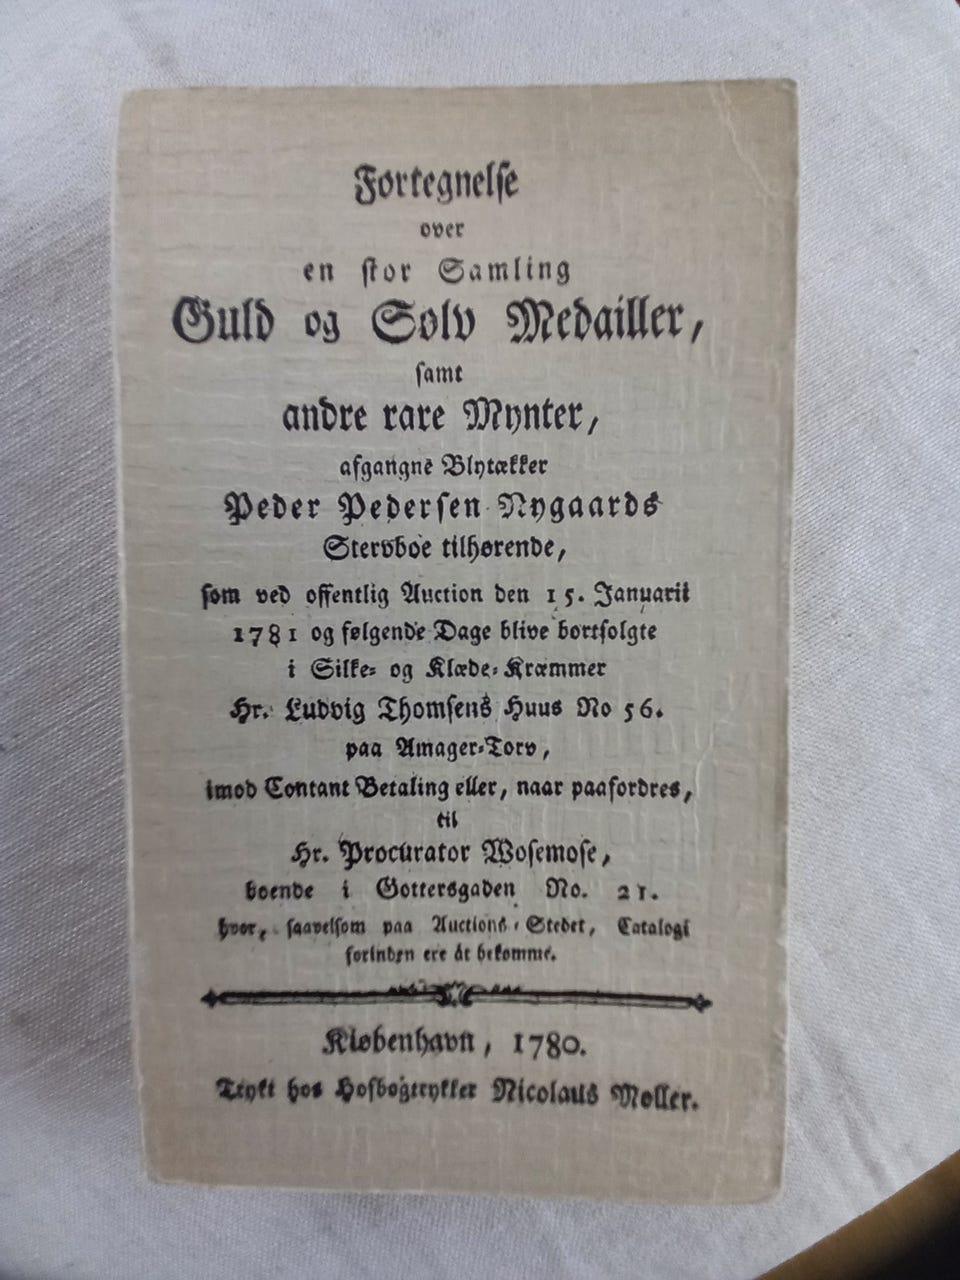 Fortegnelse
over
en stor Samling
Guld og Sølv Medailler,
samt
andre rare Mynter,
afgangne Blytækker
Peder Pedersen Nygaards
Stervboe tilhørende,
som ved offentlig Auction den 15. Januarii
1781 og følgende Dage blive bortsolgte
i Silke- og Klæde-Kræmmer
Hr. Ludvig Thomsens Huus No 56.
paa Amager-Torv,
imod Contant Betaling eller, naar paafordres,
til
Hr. Procurator Wosemose,
boende i Gottersgaden No. 21.
hvor, saavelsom paa Auctions-Stedet, Catalogi
forinden ere at bekomme.
Kiøbenhavn, 1780.
Trykt hos Hofbogtrykker Nicolaus Møller.